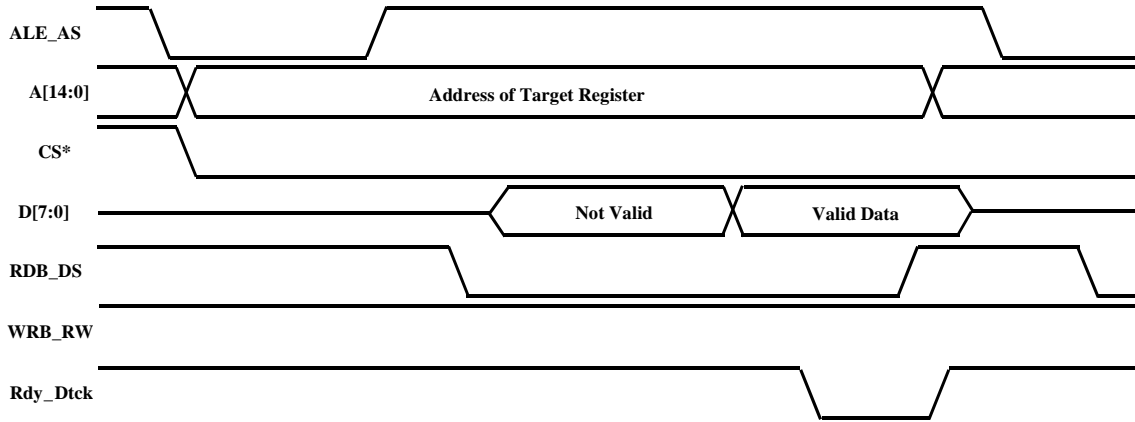 ALE_AS
A[14:0]
Address of Target Register
CS*
D[7:0]
Not Valid
Valid Data
RDB_DS
WRB_RW
Rdy_Dtck